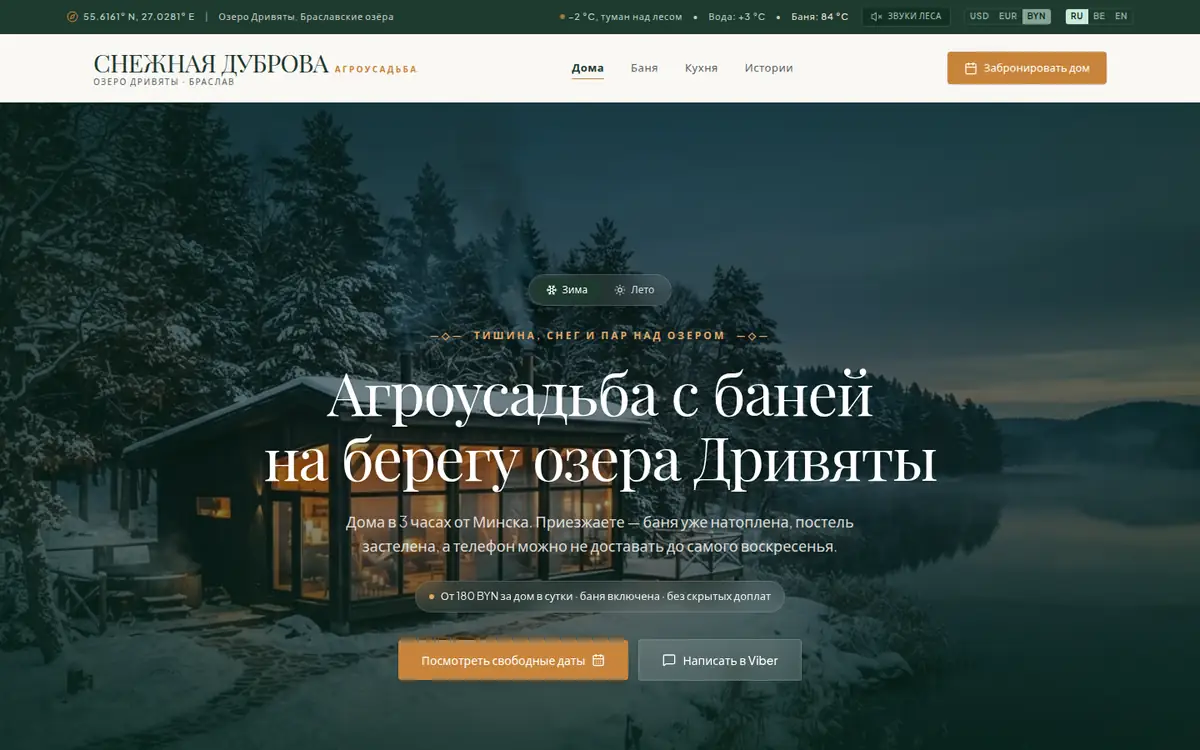 55.6161° N, 27.0281° E | Озеро Дривяты, Браславские озёра
−2 °C, туман над лесом • Вода: +3 °C • Баня: 84 °C
ЗВУКИ ЛЕСА
USD EUR BYN
RU BE EN
СНЕЖНАЯ ДУБРОВА АГРОУСАДЬБА
ОЗЕРО ДРИВЯТЫ · БРАСЛАВ
Дома Баня Кухня Истории
Забронировать дом
Зима Лето
ТИШИНА, СНЕГ И ПАР НАД ОЗЕРОМ
Агроусадьба с баней
на берегу озера Дривяты
Дома в 3 часах от Минска. Приезжаете — баня уже натоплена, постель
застелена, а телефон можно не доставать до самого воскресенья.
От 180 BYN за дом в сутки · баня включена · без скрытых доплат
Посмотреть свободные даты
Написать в Viber